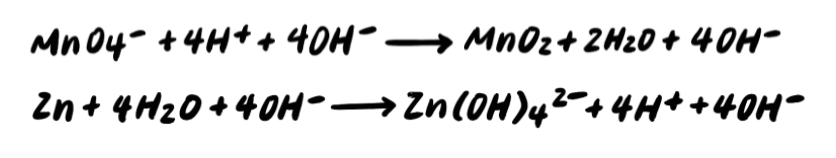 MnO₄⁻ + 4H⁺ + 4OH⁻ ⟶ MnO₂ + 2H₂O + 4OH⁻
Zn + 4H₂O + 4OH⁻ ⟶ Zn(OH)₄²⁻ + 4H⁺ + 4OH⁻